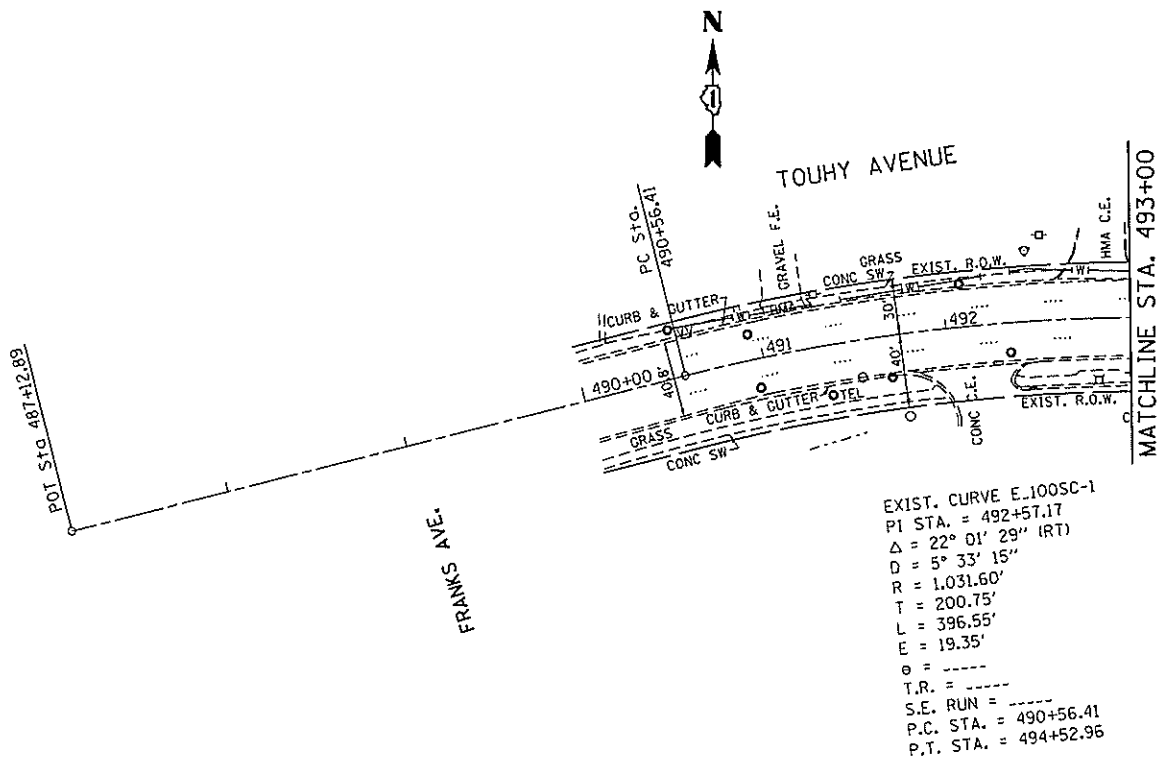 N
TOUHY AVENUE
MATCHLINE STA. 493+00
PC Sta.
490+56.41
GRAVEL F.E.
HMA C.E.
GRASS
CONC SW
EXIST. R.O.W.
CURB & GUTTER
W
W
30'
492
491
40'
490+00
40.8'
POT Sta 487+12.89
CURB & GUTTER
TEL
GRASS
CONC SW
CONC C.E.
EXIST. R.O.W.
FRANKS AVE.
EXIST. CURVE E_100SC-1
PI STA. = 492+57.17
Δ = 22° 01' 29" (RT)
D = 5° 33' 15"
R = 1,031.60'
T = 200.75'
L = 396.55'
E = 19.35'
e = -----
T.R. = -----
S.E. RUN = -----
P.C. STA. = 490+56.41
P.T. STA. = 494+52.96